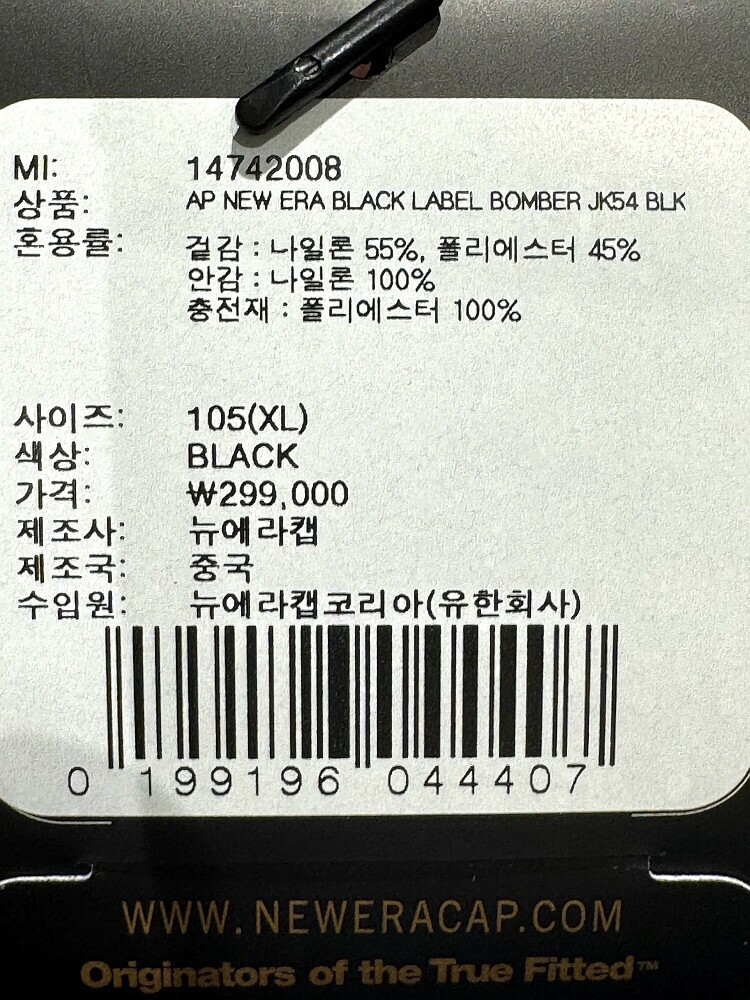 MI: 14742008
상품: AP NEW ERA BLACK LABEL BOMBER JK54 BLK
혼용률: 겉감 : 나일론 55%, 폴리에스터 45%
안감 : 나일론 100%
충전재 : 폴리에스터 100%
사이즈: 105(XL)
색상: BLACK
가격: ₩299,000
제조사: 뉴에라캡
제조국: 중국
수입원: 뉴에라캡코리아(유한회사)
0 199196 044407
WWW.NEWERACAP.COM
Originators of the True Fitted™